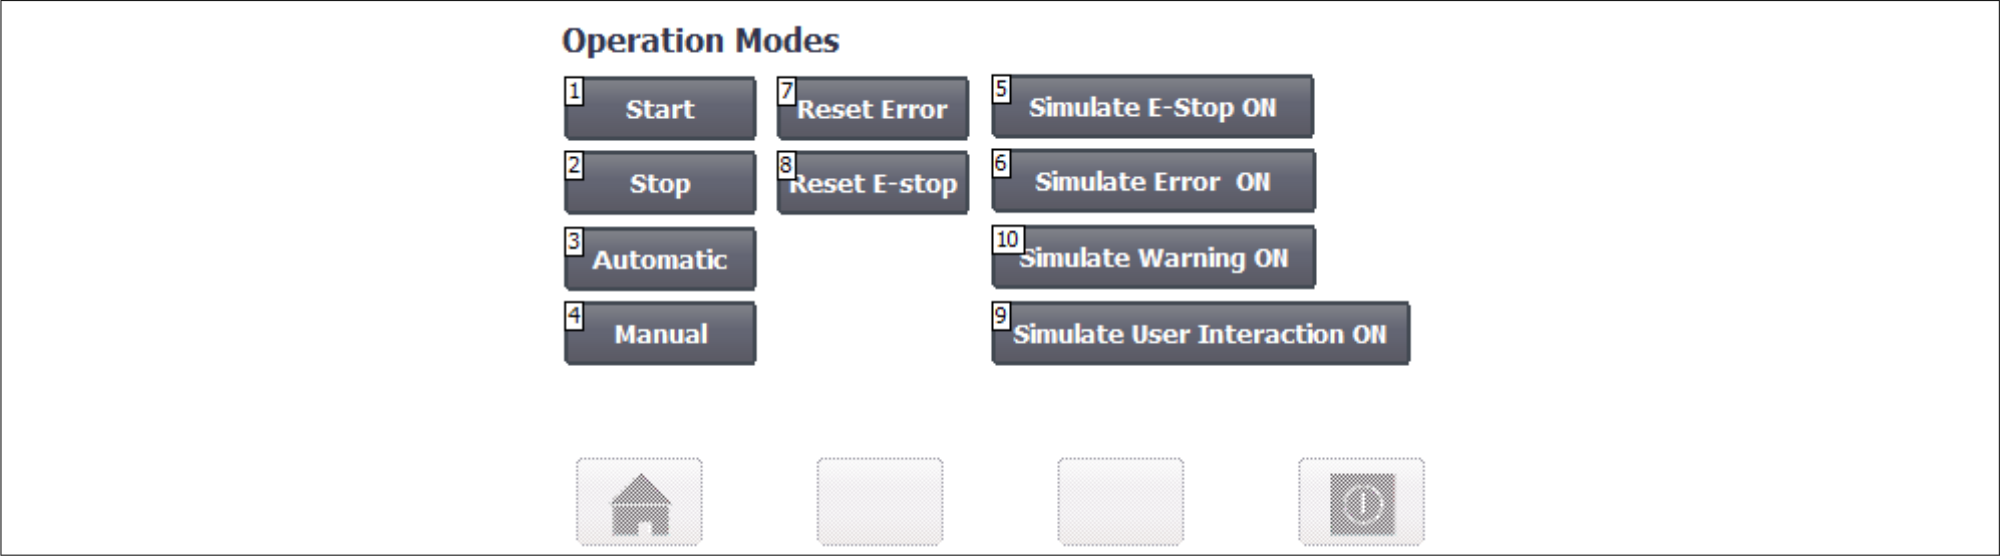 Operation Modes
1 Start
7 Reset Error
5 Simulate E-Stop ON
2 Stop
8 Reset E-stop
6 Simulate Error  ON
3 Automatic
10 Simulate Warning ON
4 Manual
9 Simulate User Interaction ON